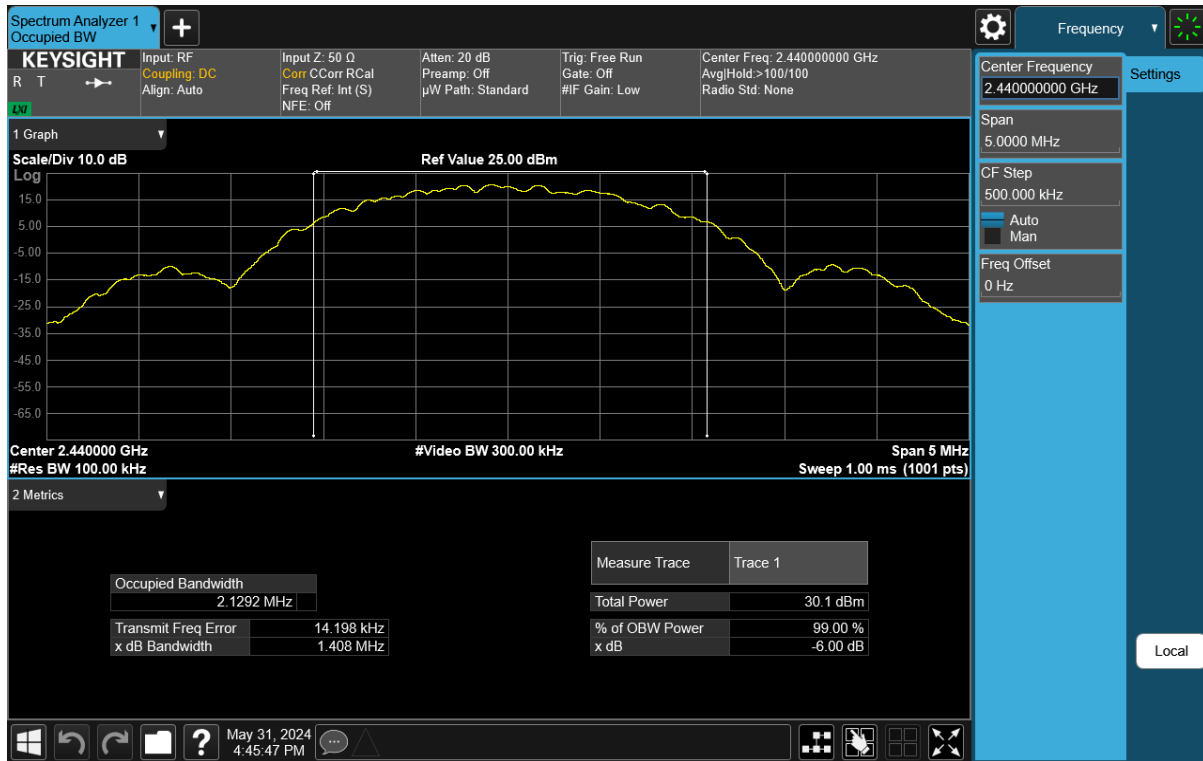 Spectrum Analyzer 1
Occupied BW
Frequency
KEYSIGHT
R T
LXI
Input: RF
Coupling: DC
Align: Auto
Input Z: 50 Ω
Corr CCorr RCal
Freq Ref: Int (S)
NFE: Off
Atten: 20 dB
Preamp: Off
µW Path: Standard
Trig: Free Run
Gate: Off
#IF Gain: Low
Center Freq: 2.440000000 GHz
Avg|Hold:>100/100
Radio Std: None
Center Frequency
2.440000000 GHz
Settings
Span
5.0000 MHz
CF Step
500.000 kHz
Auto
Man
Freq Offset
0 Hz
Local
1 Graph
Scale/Div 10.0 dB
Ref Value 25.00 dBm
Log
15.0
5.00
-5.00
-15.0
-25.0
-35.0
-45.0
-55.0
-65.0
Center 2.440000 GHz
#Video BW 300.00 kHz
Span 5 MHz
#Res BW 100.00 kHz
Sweep 1.00 ms (1001 pts)
2 Metrics
Measure Trace
Trace 1
Occupied Bandwidth
2.1292 MHz
Total Power
30.1 dBm
Transmit Freq Error
14.198 kHz
% of OBW Power
99.00 %
x dB Bandwidth
1.408 MHz
x dB
-6.00 dB
?
May 31, 2024
4:45:47 PM